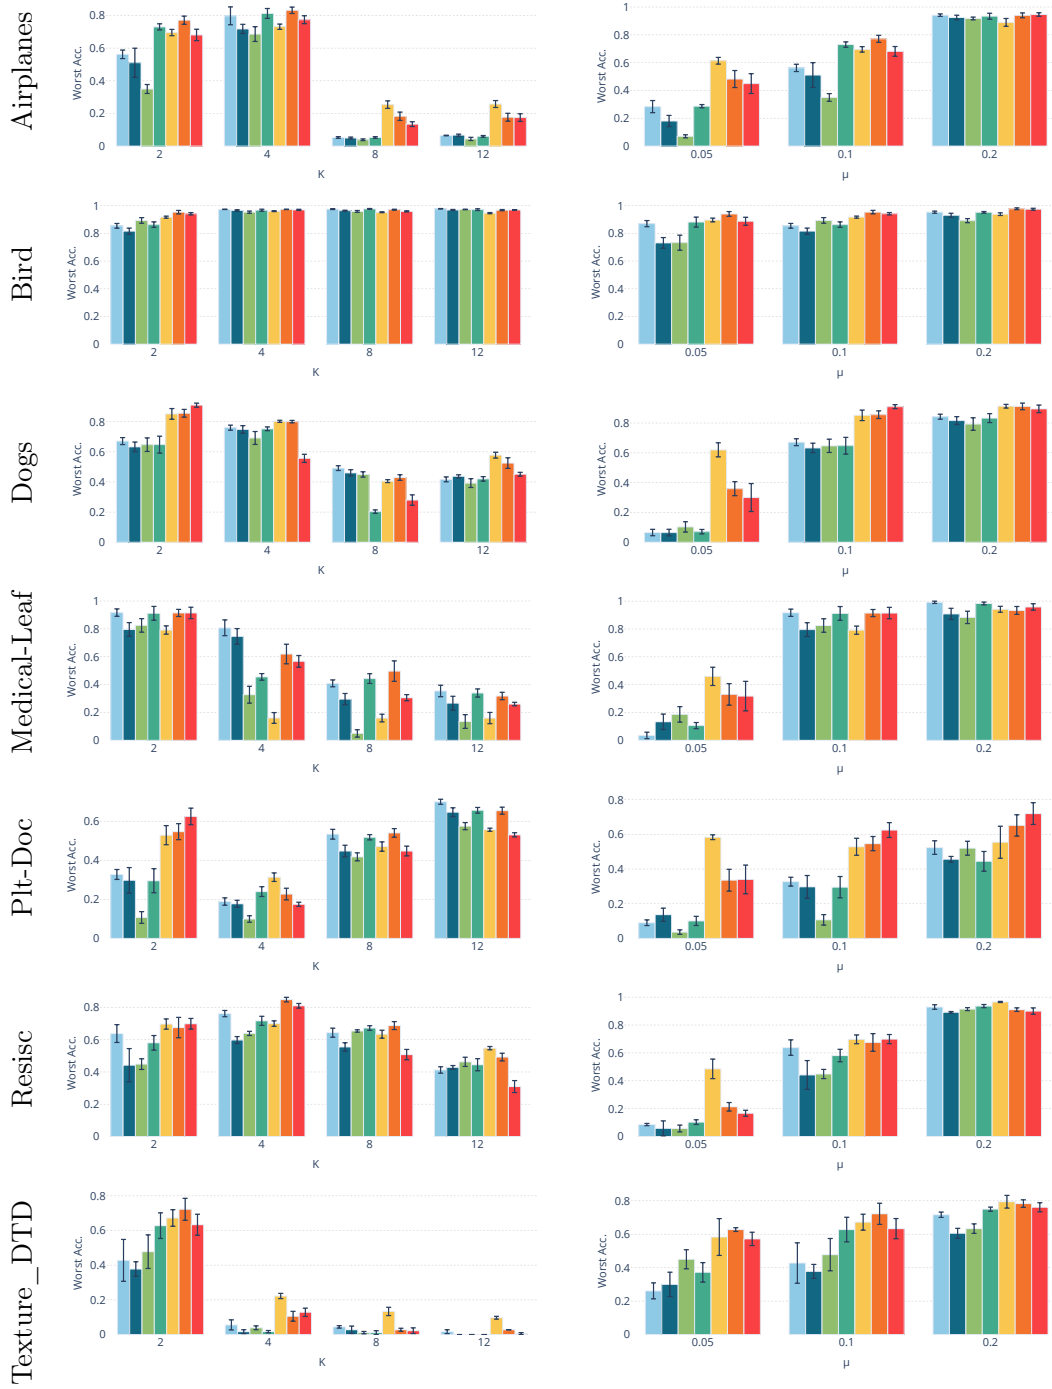 Airplanes
Worst Acc.
0.8
0.6
0.4
0.2
0
2 4 8 12
K
Worst Acc.
1
0.8
0.6
0.4
0.2
0
0.05 0.1 0.2
μ
Bird
Worst Acc.
1
0.8
0.6
0.4
0.2
0
2 4 8 12
K
Worst Acc.
1
0.8
0.6
0.4
0.2
0
0.05 0.1 0.2
μ
Dogs
Worst Acc.
0.8
0.6
0.4
0.2
0
2 4 8 12
K
Worst Acc.
0.8
0.6
0.4
0.2
0
0.05 0.1 0.2
μ
Medical-Leaf
Worst Acc.
1
0.8
0.6
0.4
0.2
0
2 4 8 12
K
Worst Acc.
1
0.8
0.6
0.4
0.2
0
0.05 0.1 0.2
μ
Plt-Doc
Worst Acc.
0.6
0.4
0.2
0
2 4 8 12
K
Worst Acc.
0.8
0.6
0.4
0.2
0
0.05 0.1 0.2
μ
Resisc
Worst Acc.
0.8
0.6
0.4
0.2
0
2 4 8 12
K
Worst Acc.
1
0.8
0.6
0.4
0.2
0
0.05 0.1 0.2
μ
Texture_DTD
Worst Acc.
0.8
0.6
0.4
0.2
0
2 4 8 12
K
Worst Acc.
0.8
0.6
0.4
0.2
0
0.05 0.1 0.2
μ